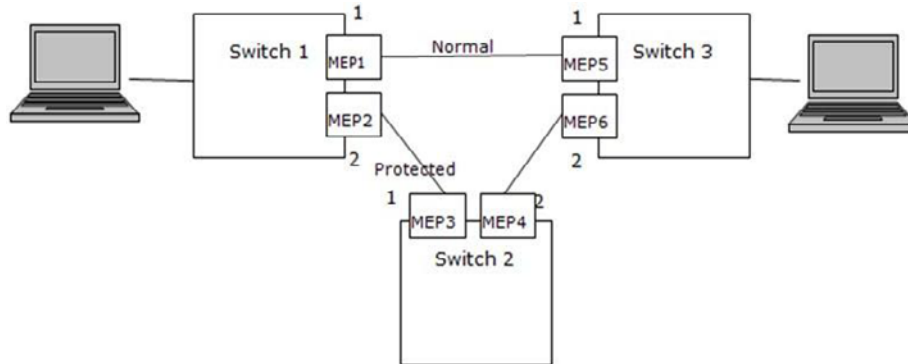 1
1
Switch 1
Normal
Switch 3
MEP1
MEP5
MEP2
MEP6
2
2
Protected
1
2
MEP3
MEP4
Switch 2